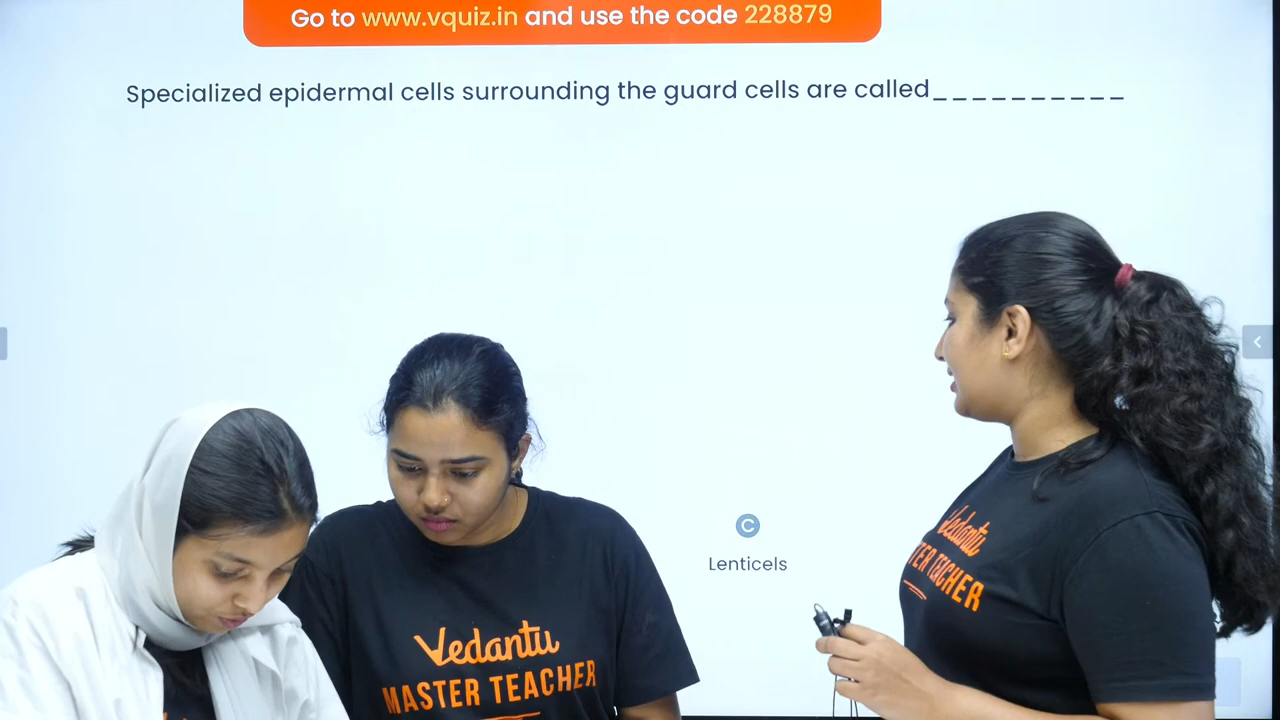 Go to www.vquiz.in and use the code 228879
Specialized epidermal cells surrounding the guard cells are called__________
C
Lenticels
Vedantu
MASTER TEACHER
Vedantu
TER TEACHER